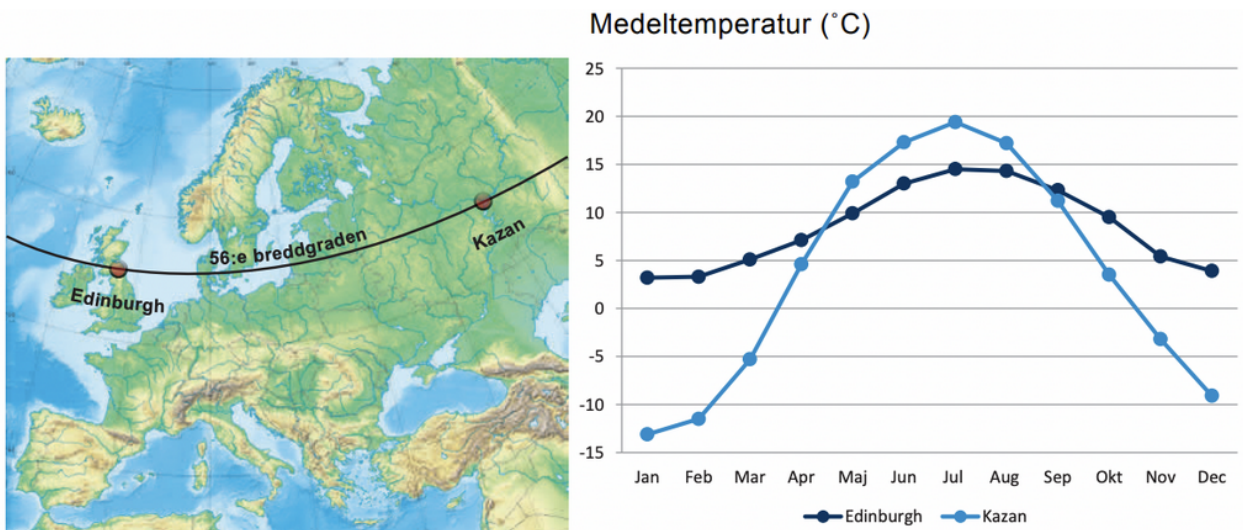 Medeltemperatur (˚C)
56:e breddgraden
Kazan
Edinburgh
25
20
15
10
5
0
-5
-10
-15
Jan Feb Mar Apr Maj Jun Jul Aug Sep Okt Nov Dec
Edinburgh Kazan